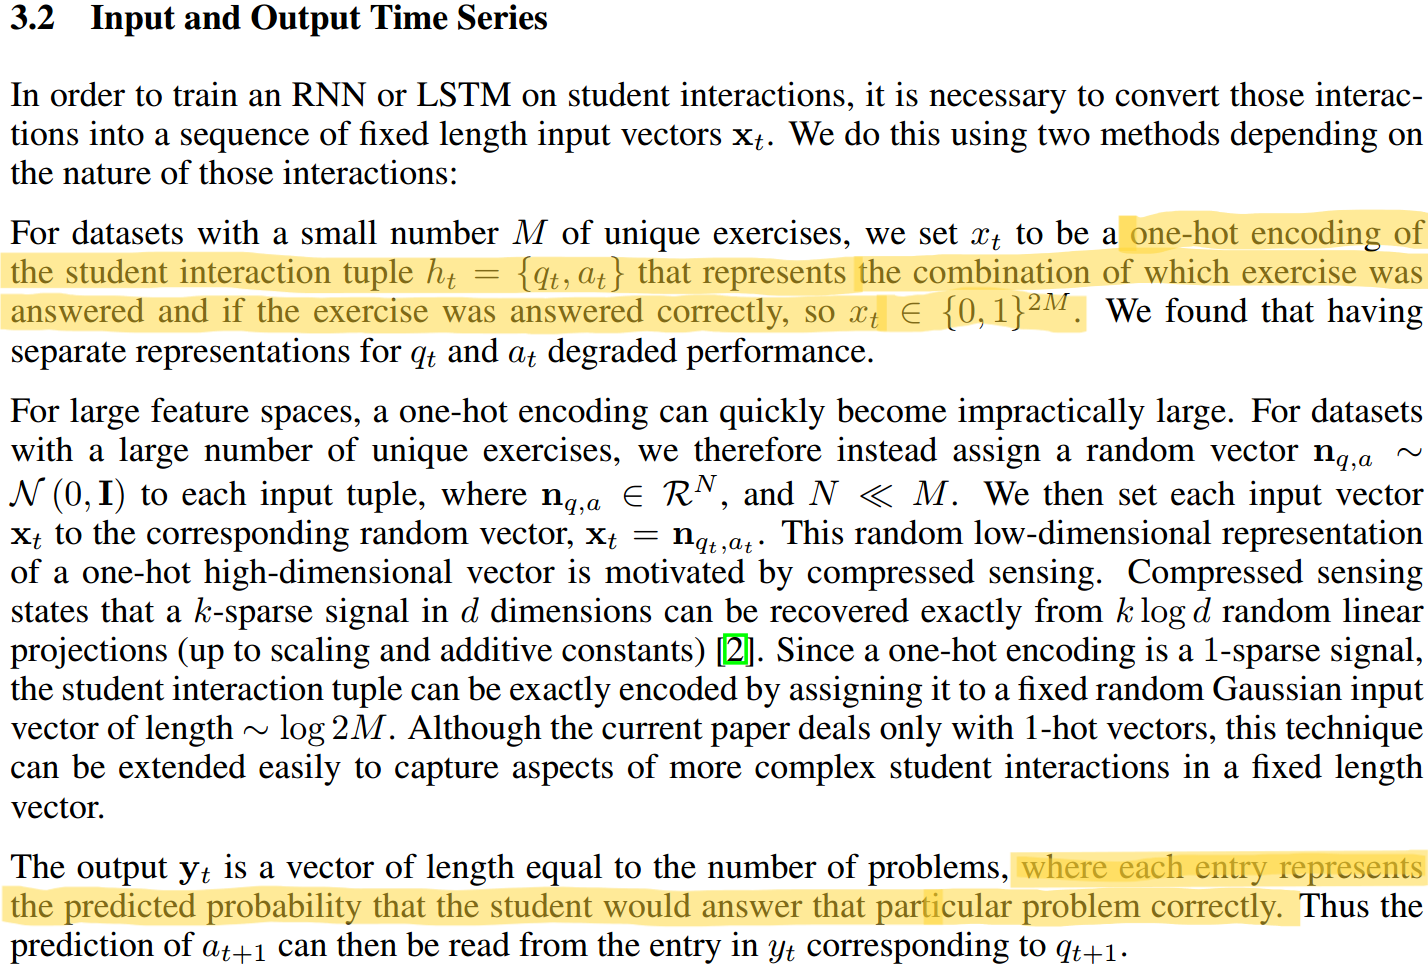 3.2 Input and Output Time Series
In order to train an RNN or LSTM on student interactions, it is necessary to convert those interac-
tions into a sequence of fixed length input vectors $\mathbf{x}_t$. We do this using two methods depending on
the nature of those interactions:
For datasets with a small number $M$ of unique exercises, we set $x_t$ to be a one-hot encoding of
the student interaction tuple $h_t = \{q_t, a_t\}$ that represents the combination of which exercise was
answered and if the exercise was answered correctly, so $x_t \in \{0, 1\}^{2M}$. We found that having
separate representations for $q_t$ and $a_t$ degraded performance.
For large feature spaces, a one-hot encoding can quickly become impractically large. For datasets
with a large number of unique exercises, we therefore instead assign a random vector $\mathbf{n}_{q,a} \sim$
$\mathcal{N}(0, \mathbf{I})$ to each input tuple, where $\mathbf{n}_{q,a} \in \mathcal{R}^N$, and $N \ll M$. We then set each input vector
$\mathbf{x}_t$ to the corresponding random vector, $\mathbf{x}_t = \mathbf{n}_{q_t,a_t}$. This random low-dimensional representation
of a one-hot high-dimensional vector is motivated by compressed sensing. Compressed sensing
states that a $k$-sparse signal in $d$ dimensions can be recovered exactly from $k \log d$ random linear
projections (up to scaling and additive constants) [2]. Since a one-hot encoding is a 1-sparse signal,
the student interaction tuple can be exactly encoded by assigning it to a fixed random Gaussian input
vector of length $\sim \log 2M$. Although the current paper deals only with 1-hot vectors, this technique
can be extended easily to capture aspects of more complex student interactions in a fixed length
vector.
The output $\mathbf{y}_t$ is a vector of length equal to the number of problems, where each entry represents
the predicted probability that the student would answer that particular problem correctly. Thus the
prediction of $a_{t+1}$ can then be read from the entry in $y_t$ corresponding to $q_{t+1}$.